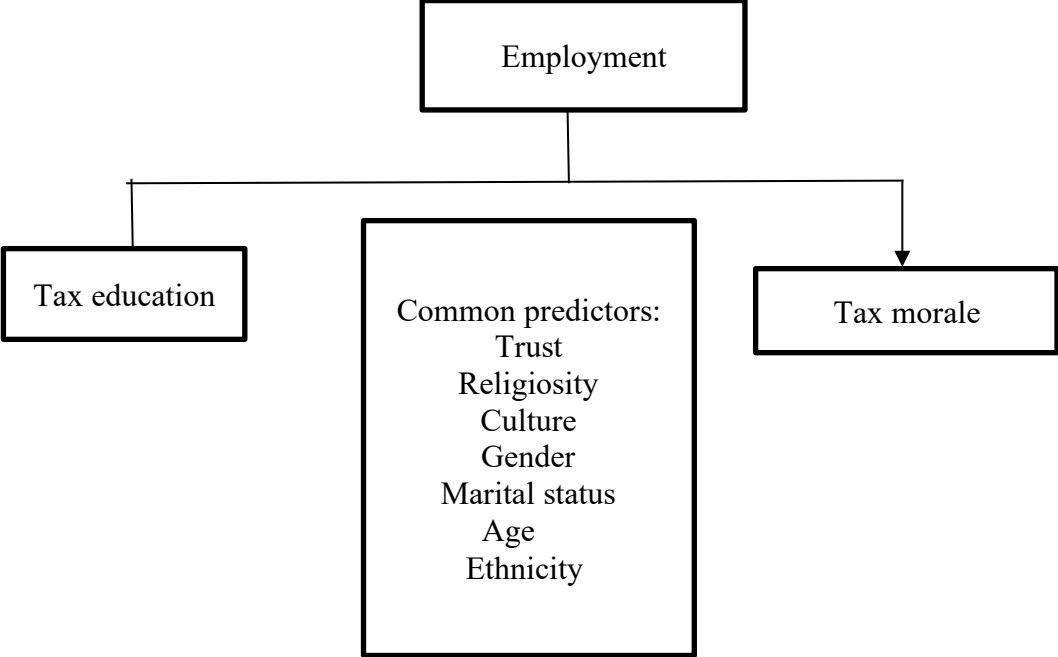 Employment
Tax education
Common predictors:
Trust
Religiosity
Culture
Gender
Marital status
Age
Ethnicity
Tax morale